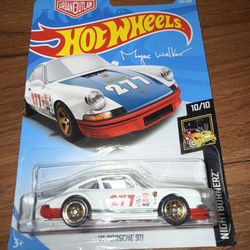 URBAN OUTLAW
Hot Wheels
Magnus Walker
277
10/10
NIGHTBURNERZ
277
'71 PORSCHE 911